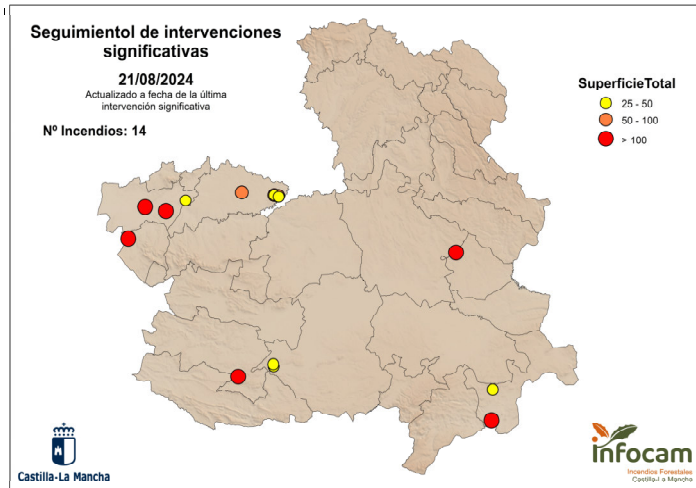 Seguimientol de intervenciones
significativas
21/08/2024
Actualizado a fecha de la última
intervención significativa
Nº Incendios: 14
SuperficieTotal
25 - 50
50 - 100
> 100
Castilla-La Mancha
infocam
Incendios Forestales
Castilla-La Mancha